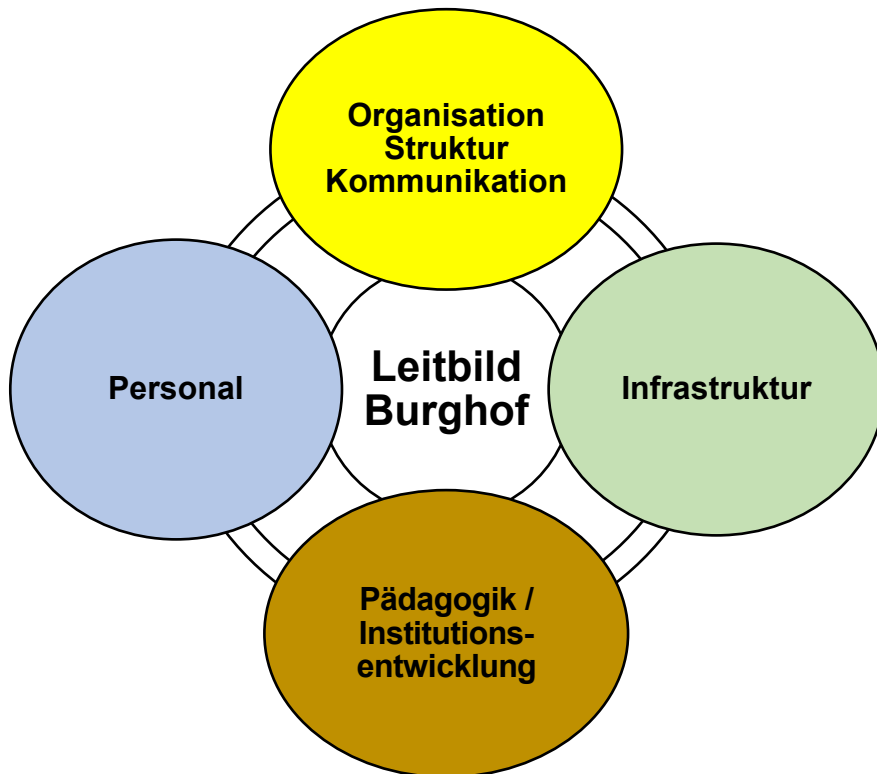 Organisation
Struktur
Kommunikation
Personal
Leitbild
Burghof
Infrastruktur
Pädagogik /
Institutions-
entwicklung